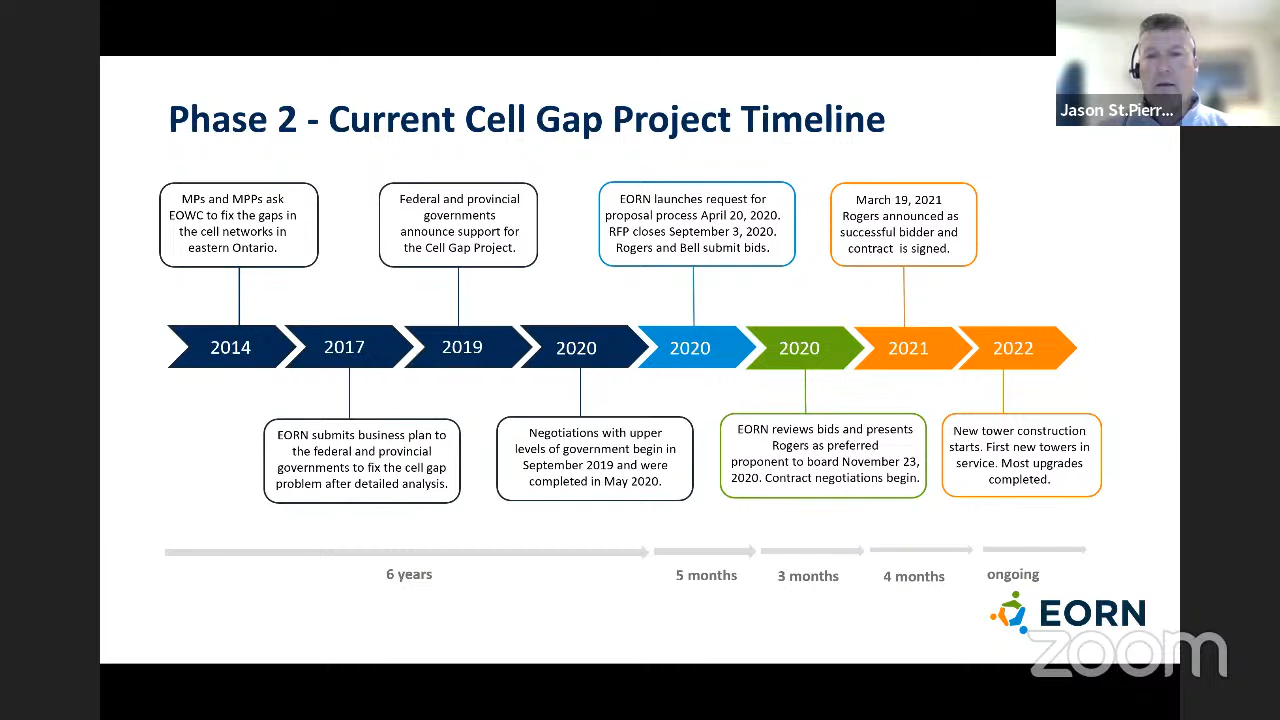 Phase 2 - Current Cell Gap Project Timeline
Jason St.Pierr...
MPs and MPPs ask
EOWC to fix the gaps in
the cell networks in
eastern Ontario.
Federal and provincial
governments
announce support for
the Cell Gap Project.
EORN launches request for
proposal process April 20, 2020.
RFP closes September 3, 2020.
Rogers and Bell submit bids.
March 19, 2021
Rogers announced as
successful bidder and
contract is signed.
2014
2017
2019
2020
2020
2020
2021
2022
EORN submits business plan to
the federal and provincial
governments to fix the cell gap
problem after detailed analysis.
Negotiations with upper
levels of government begin in
September 2019 and were
completed in May 2020.
EORN reviews bids and presents
Rogers as preferred
proponent to board November 23,
2020. Contract negotiations begin.
New tower construction
starts. First new towers in
service. Most upgrades
completed.
6 years
5 months
3 months
4 months
ongoing
EORN
zoom